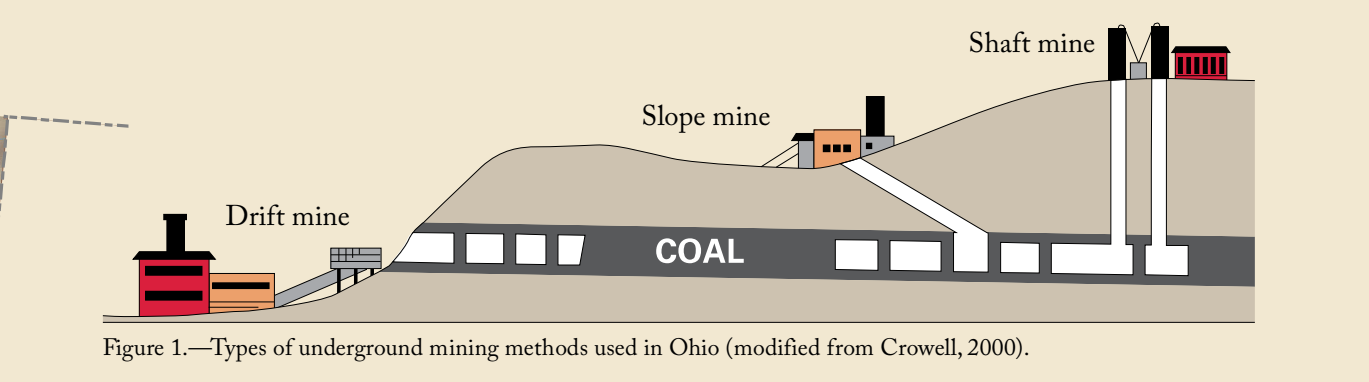 Shaft mine
Slope mine
Drift mine
COAL
Figure 1.—Types of underground mining methods used in Ohio (modified from Crowell, 2000).